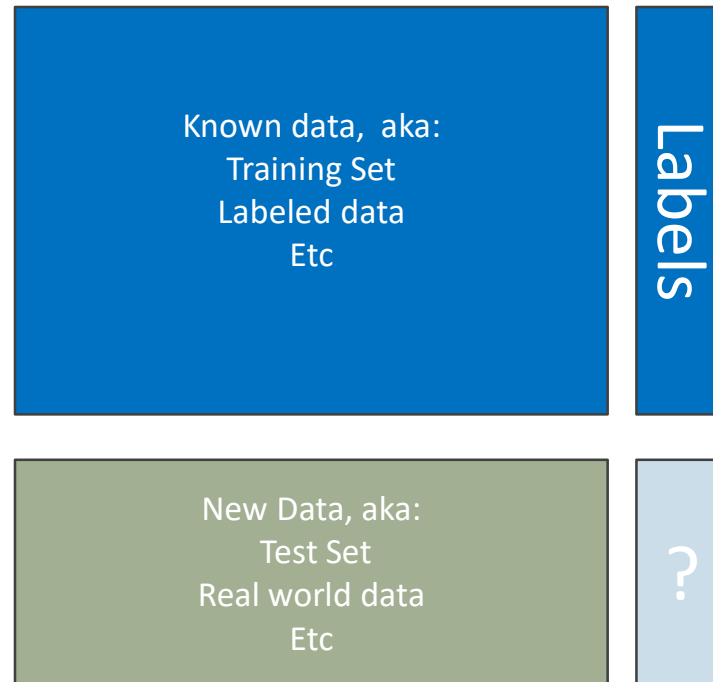 Known data, aka:
Training Set
Labeled data
Etc
Labels
New Data, aka:
Test Set
Real world data
Etc
?